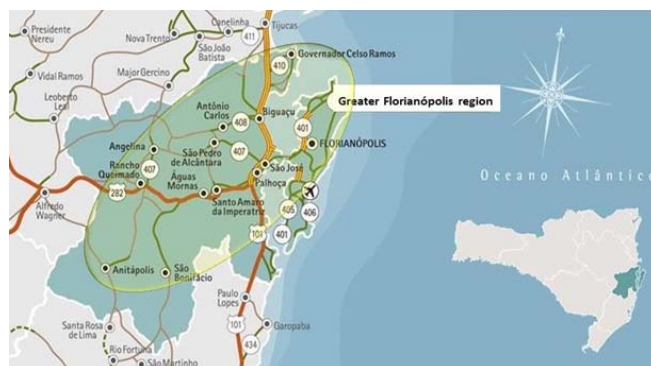 Presidente
Nereu
Nova Trento
Canelinha
Tijucas
411
São João
Batista
Governador Celso Ramos
410
Vidal Ramos
Major Gercino
Leoberto
Leal
Greater Florianópolis region
Antônio
Carlos
408
Biguaçu
401
FLORIANÓPOLIS
Angelina
São Pedro
de Alcântara
407
407
Rancho
Queimado
Águas
Mornas
São José
Palhoça
282
Alfredo
Wagner
Santo Amaro
da Imperatriz
405
406
101
401
Oceano Atlântico
Anitápolis
São
Bonifácio
Paulo
Lopes
101
Garopaba
Santa Rosa
de Lima
Rio Fortuna
434
São Martinho